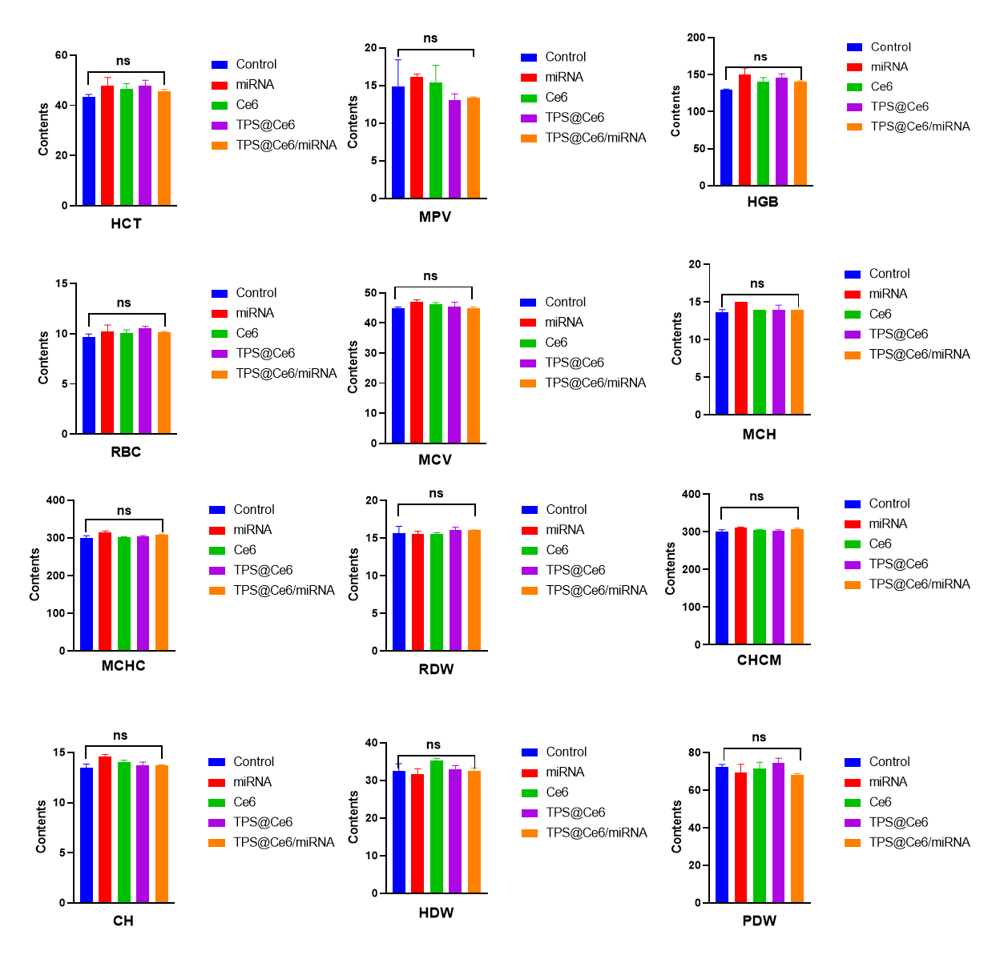 ns
60
40
20
0
Contents
HCT
Control
miRNA
Ce6
TPS@Ce6
TPS@Ce6/miRNA
ns
20
15
10
5
0
Contents
MPV
Control
miRNA
Ce6
TPS@Ce6
TPS@Ce6/miRNA
ns
200
150
100
50
0
Contents
HGB
Control
miRNA
Ce6
TPS@Ce6
TPS@Ce6/miRNA
ns
15
10
5
0
Contents
RBC
Control
miRNA
Ce6
TPS@Ce6
TPS@Ce6/miRNA
ns
50
40
30
20
10
0
Contents
MCV
Control
miRNA
Ce6
TPS@Ce6
TPS@Ce6/miRNA
ns
20
15
10
5
0
Contents
MCH
Control
miRNA
Ce6
TPS@Ce6
TPS@Ce6/miRNA
ns
400
300
200
100
0
Contents
MCHC
Control
miRNA
Ce6
TPS@Ce6
TPS@Ce6/miRNA
ns
20
15
10
5
0
Contents
RDW
Control
miRNA
Ce6
TPS@Ce6
TPS@Ce6/miRNA
ns
400
300
200
100
0
Contents
CHCM
Control
miRNA
Ce6
TPS@Ce6
TPS@Ce6/miRNA
ns
15
10
5
0
Contents
CH
Control
miRNA
Ce6
TPS@Ce6
TPS@Ce6/miRNA
ns
40
30
20
10
0
Contents
HDW
Control
miRNA
Ce6
TPS@Ce6
TPS@Ce6/miRNA
ns
80
60
40
20
0
Contents
PDW
Control
miRNA
Ce6
TPS@Ce6
TPS@Ce6/miRNA